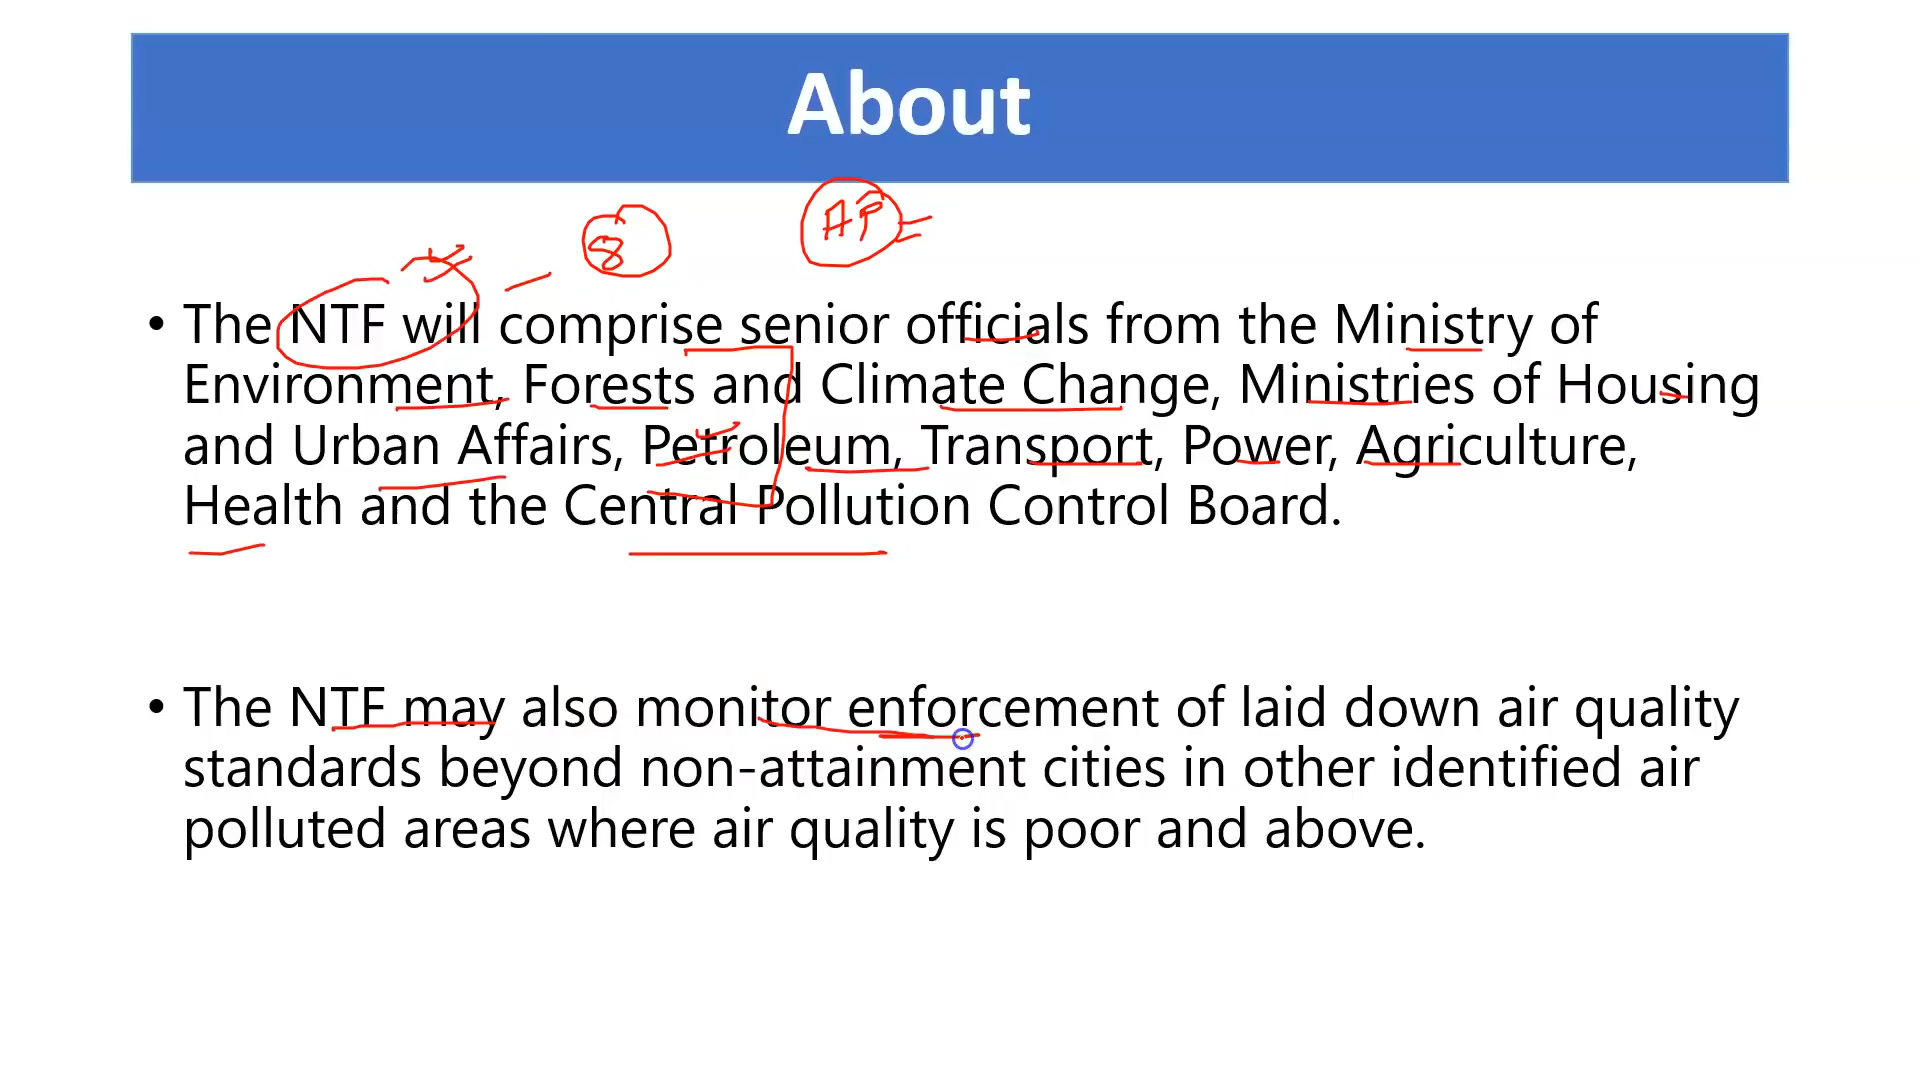 About
8
AP
• The NTF will comprise senior officials from the Ministry of
Environment, Forests and Climate Change, Ministries of Housing
and Urban Affairs, Petroleum, Transport, Power, Agriculture,
Health and the Central Pollution Control Board.
• The NTF may also monitor enforcement of laid down air quality
standards beyond non-attainment cities in other identified air
polluted areas where air quality is poor and above.